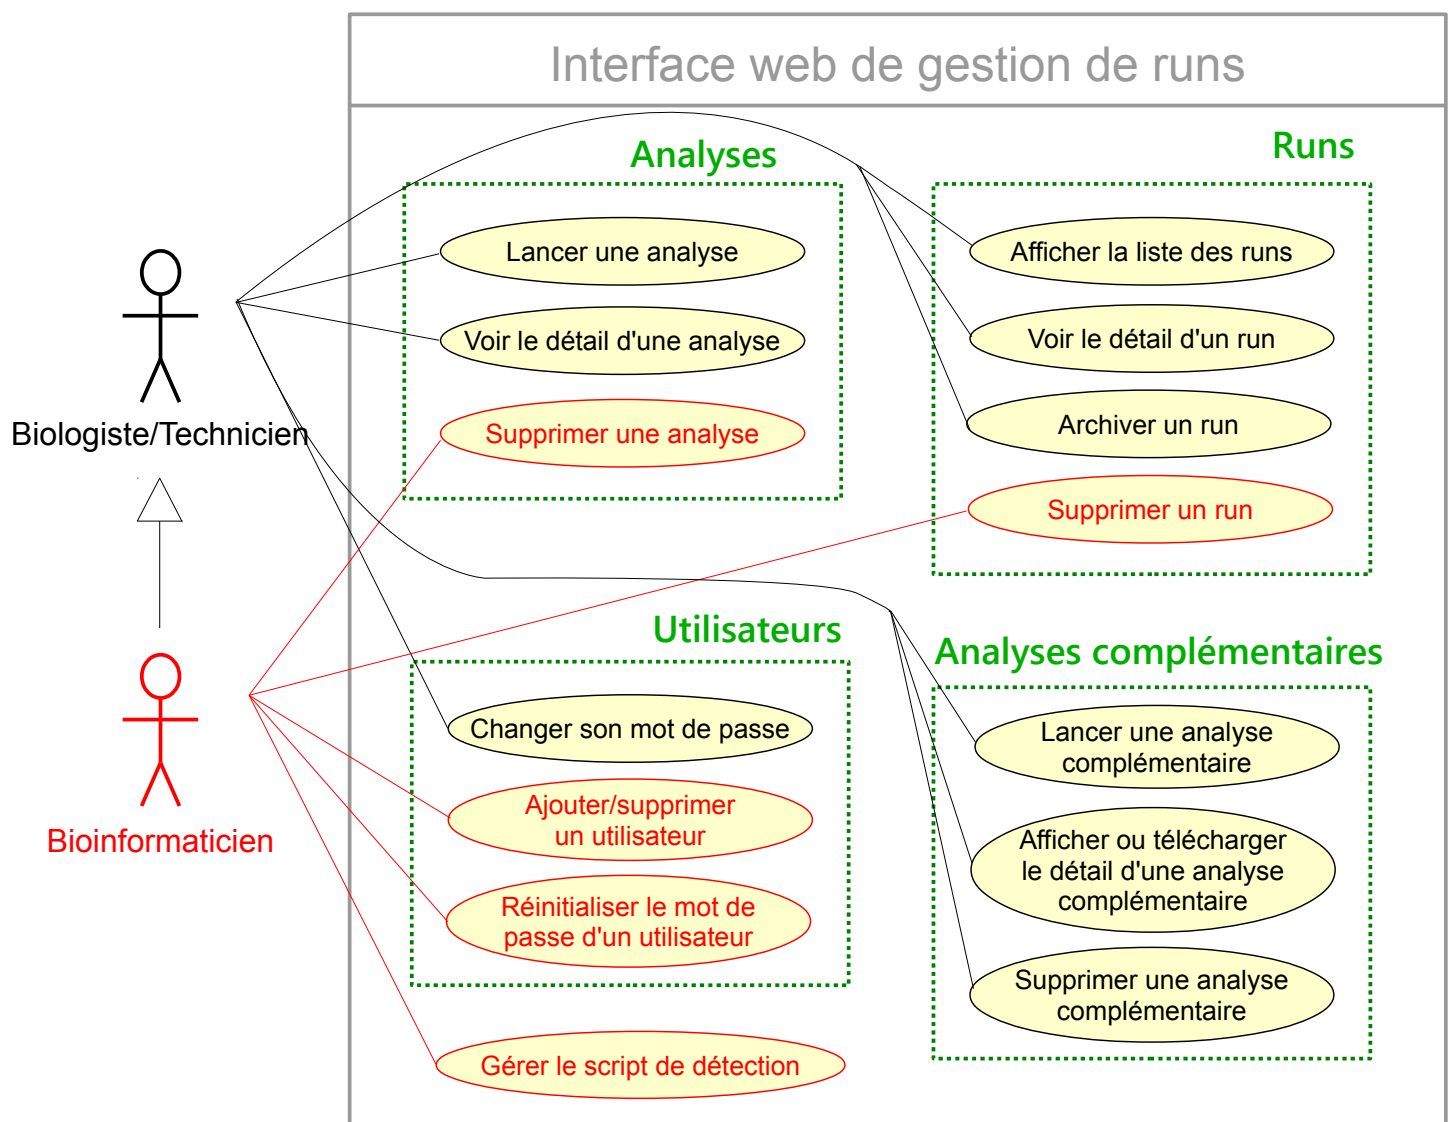 Interface web de gestion de runs
Analyses
Lancer une analyse
Voir le détail d'une analyse
Supprimer une analyse
Runs
Afficher la liste des runs
Voir le détail d'un run
Archiver un run
Supprimer un run
Biologiste/Technicien
Bioinformaticien
Utilisateurs
Changer son mot de passe
Ajouter/supprimer
un utilisateur
Réinitialiser le mot de
passe d'un utilisateur
Gérer le script de détection
Analyses complémentaires
Lancer une analyse
complémentaire
Afficher ou télécharger
le détail d'une analyse
complémentaire
Supprimer une analyse
complémentaire